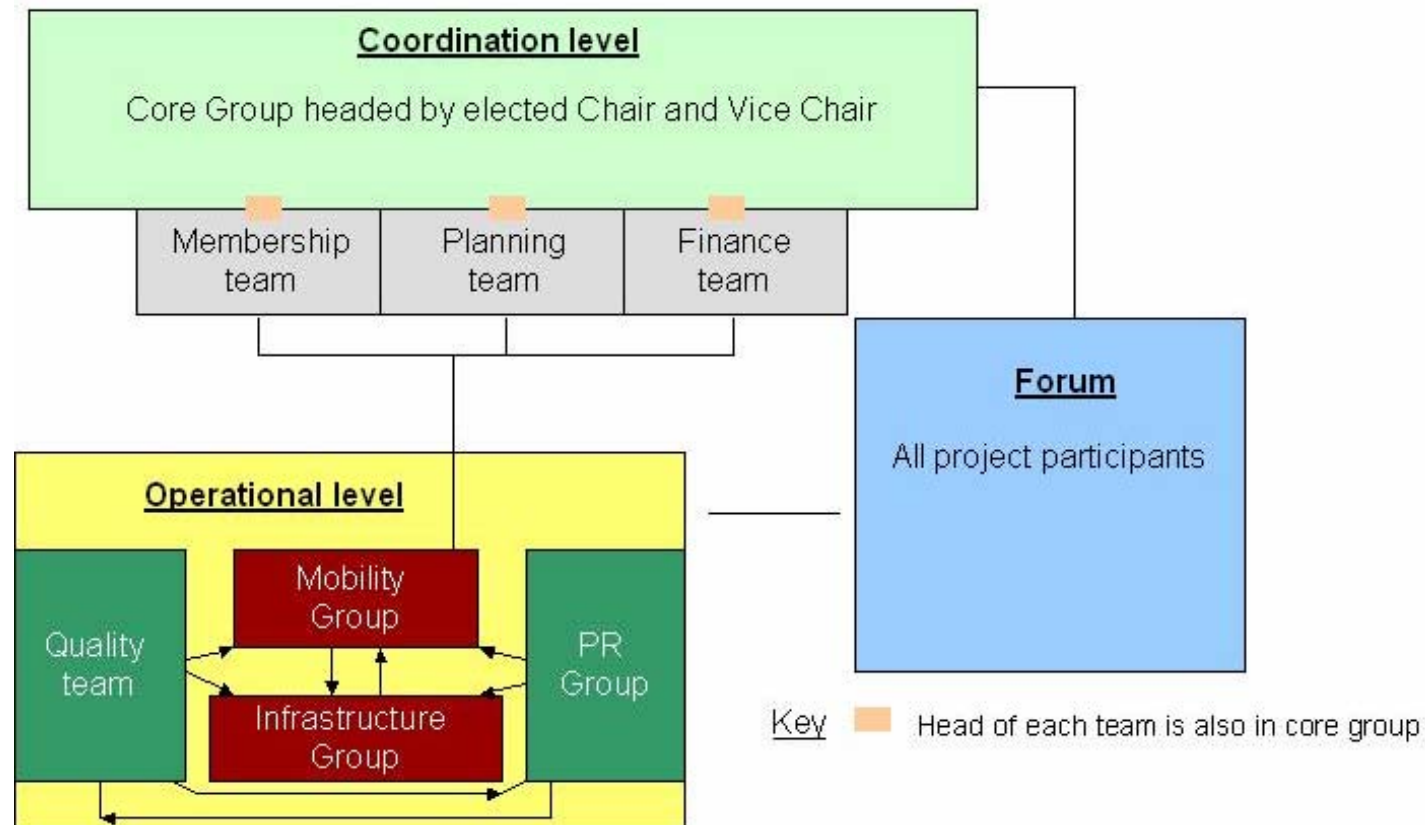 Coordination level
Core Group headed by elected Chair and Vice Chair
Membership
team
Planning
team
Finance
team
Forum
All project participants
Operational level
Quality
team
Mobility
Group
Infrastructure
Group
PR
Group
Key
Head of each team is also in core group